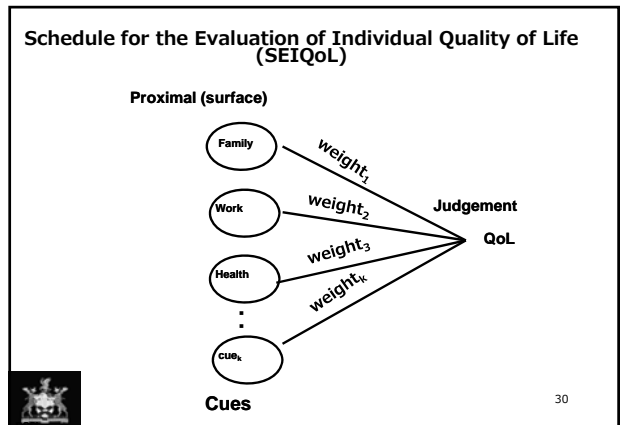 Schedule for the Evaluation of Individual Quality of Life
(SEIQoL)
Proximal (surface)
Family
weight₁
Work
weight₂
Judgement
QoL
Health
weight₃
weightₖ
:
cueₖ
Cues
30